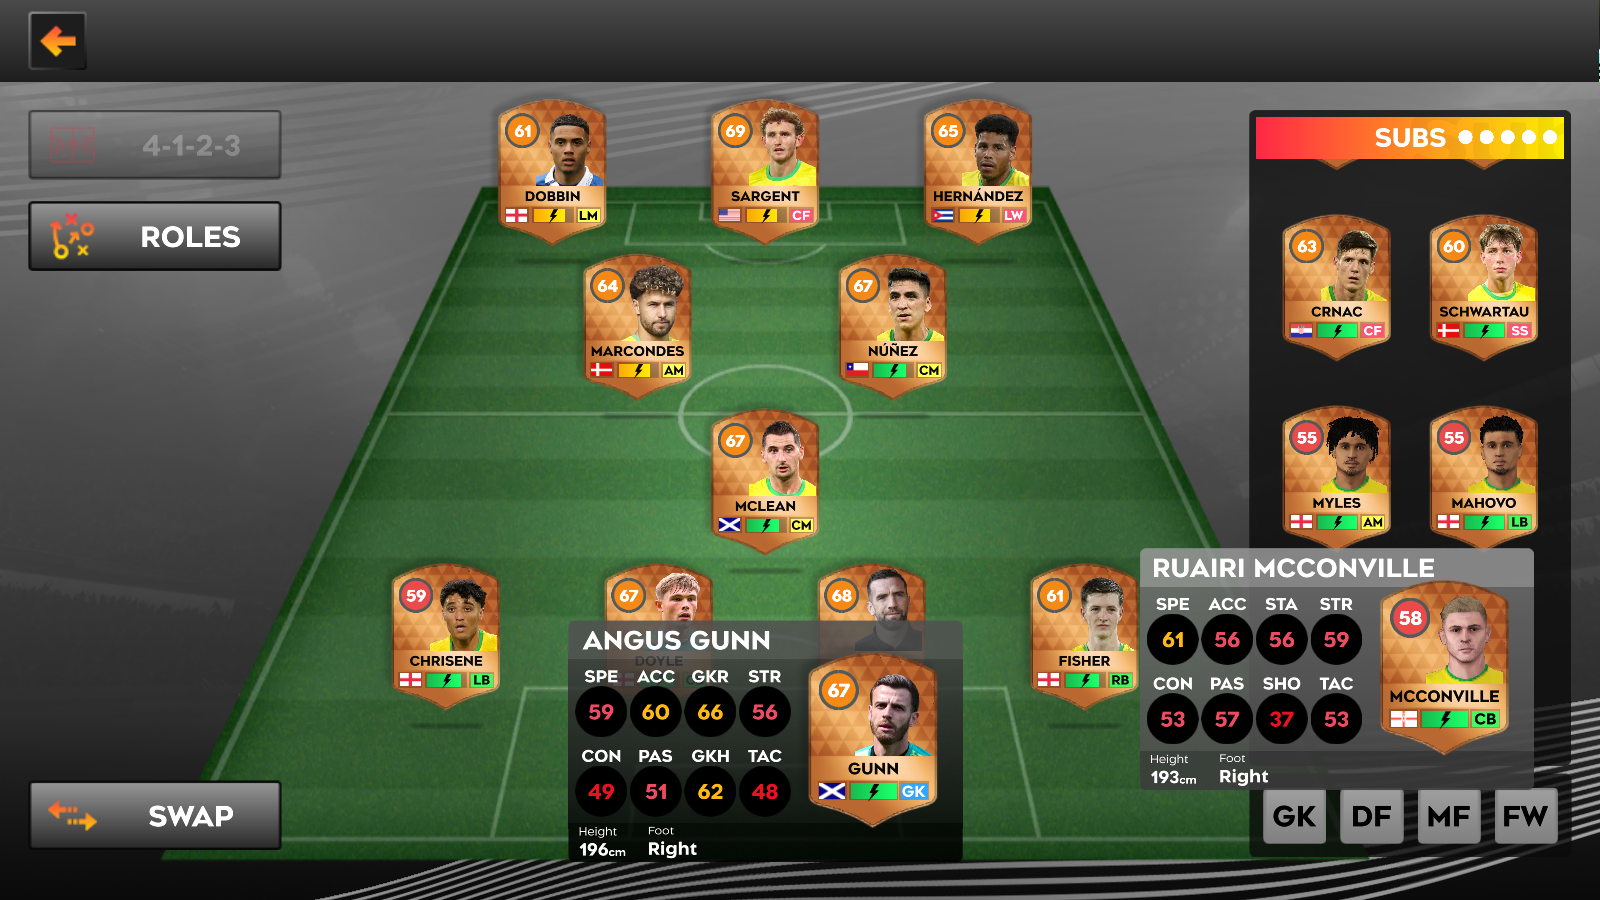 4-1-2-3
ROLES
SWAP
61
DOBBIN
LM
69
SARGENT
CF
65
HERNÁNDEZ
LW
64
MARCONDES
AM
67
NÚÑEZ
CM
67
MCLEAN
CM
59
CHRISENE
LB
67
DOYLE
68
61
FISHER
RB
ANGUS GUNN
SPE ACC GKR STR
59 60 66 56
CON PAS GKH TAC
49 51 62 48
Height Foot
196cm Right
67
GUNN
GK
SUBS
63
CRNAC
CF
60
SCHWARTAU
SS
55
MYLES
AM
55
MAHOVO
LB
RUAIRI MCCONVILLE
SPE ACC STA STR
61 56 56 59
CON PAS SHO TAC
53 57 37 53
Height Foot
193cm Right
58
MCCONVILLE
CB
GK DF MF FW